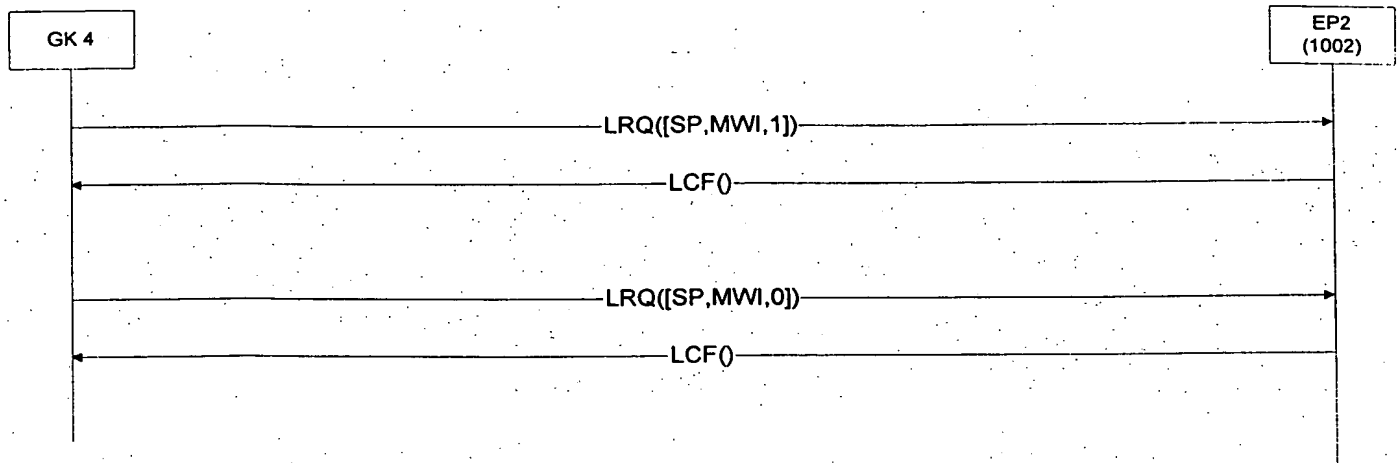 GK 4
EP2
(1002)
LRQ([SP,MWI,1])
LCF()
LRQ([SP,MWI,0])
LCF()